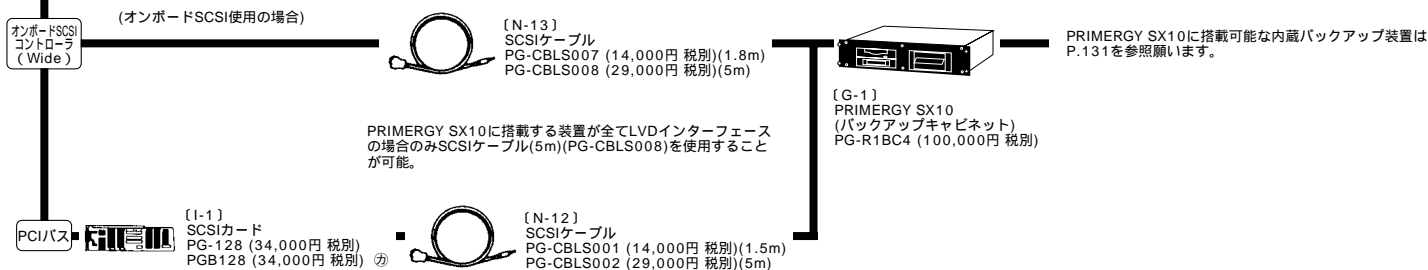 オンボードSCSI
コントローラ
(Wide)
(オンボードSCSI使用の場合)
〔N-13〕
SCSIケーブル
PG-CBLS007 (14,000円 税別)(1.8m)
PG-CBLS008 (29,000円 税別)(5m)
PRIMERGY SX10に搭載する装置が全てLVDインターフェース
の場合のみSCSIケーブル(5m)(PG-CBLS008)を使用すること
が可能。
〔G-1〕
PRIMERGY SX10
(バックアップキャビネット)
PG-R1BC4 (100,000円 税別)
PRIMERGY SX10に搭載可能な内蔵バックアップ装置は
P.131を参照願います。
PCIバス
〔I-1〕
SCSIカード
PG-128 (34,000円 税別)
PGB128 (34,000円 税別) ㋕
〔N-12〕
SCSIケーブル
PG-CBLS001 (14,000円 税別)(1.5m)
PG-CBLS002 (29,000円 税別)(5m)